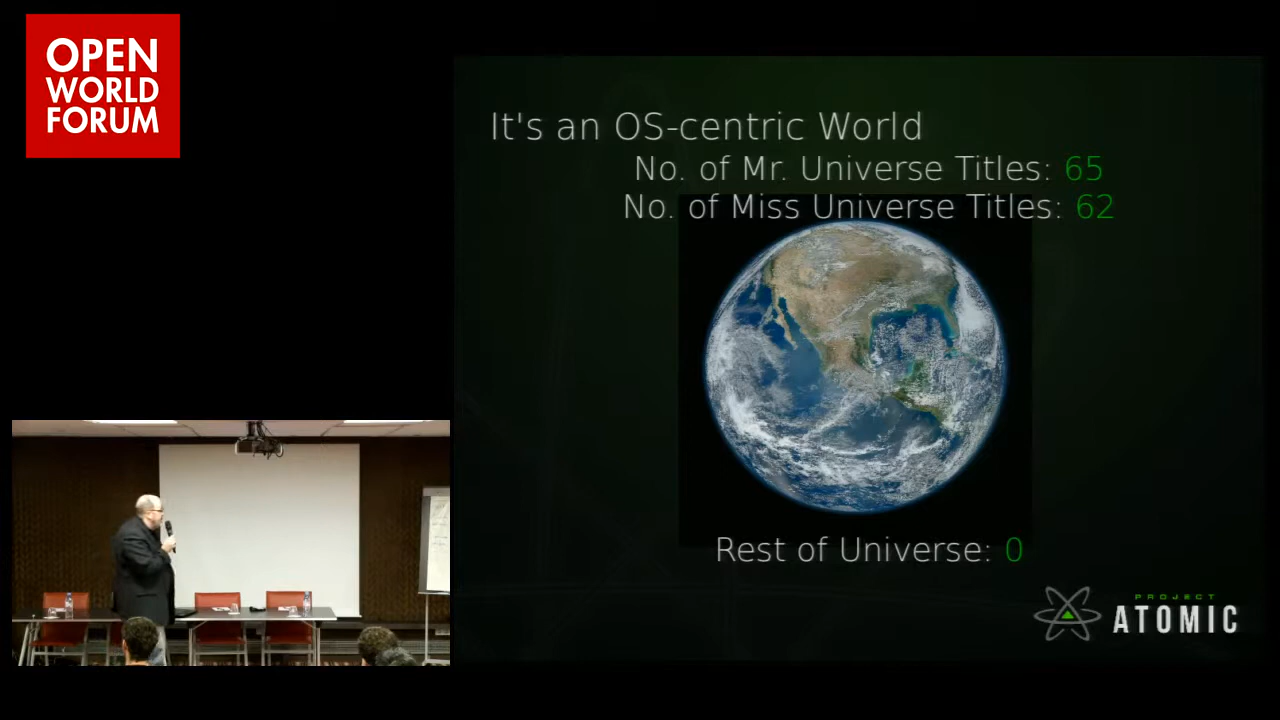 OPEN
WORLD
FORUM
It's an OS-centric World
No. of Mr. Universe Titles: 65
No. of Miss Universe Titles: 62
Rest of Universe: 0
PROJECT
ATOMIC